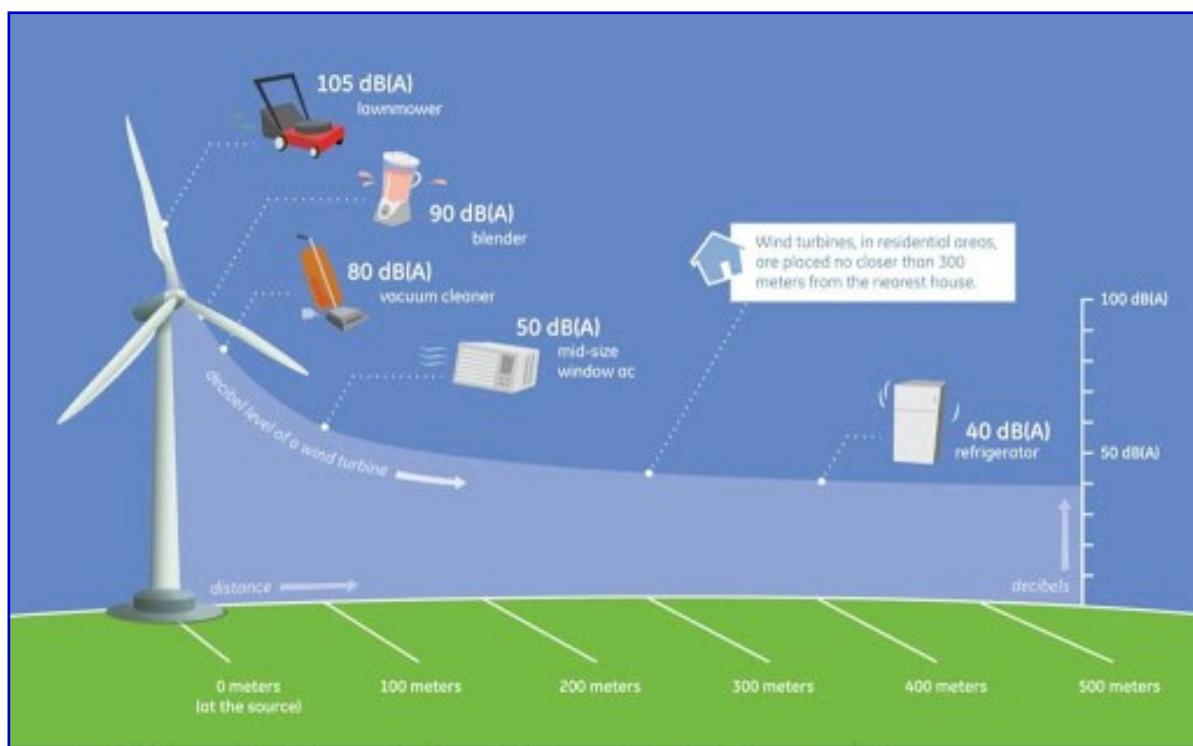 105 dB(A)
lawnmower
90 dB(A)
blender
80 dB(A)
vacuum cleaner
50 dB(A)
mid-size
window ac
Wind turbines, in residential areas,
are placed no closer than 300
meters from the nearest house.
100 dB(A)
40 dB(A)
refrigerator
50 dB(A)
decibel level of a wind turbine
distance
decibels
0 meters
(at the source)
100 meters
200 meters
300 meters
400 meters
500 meters